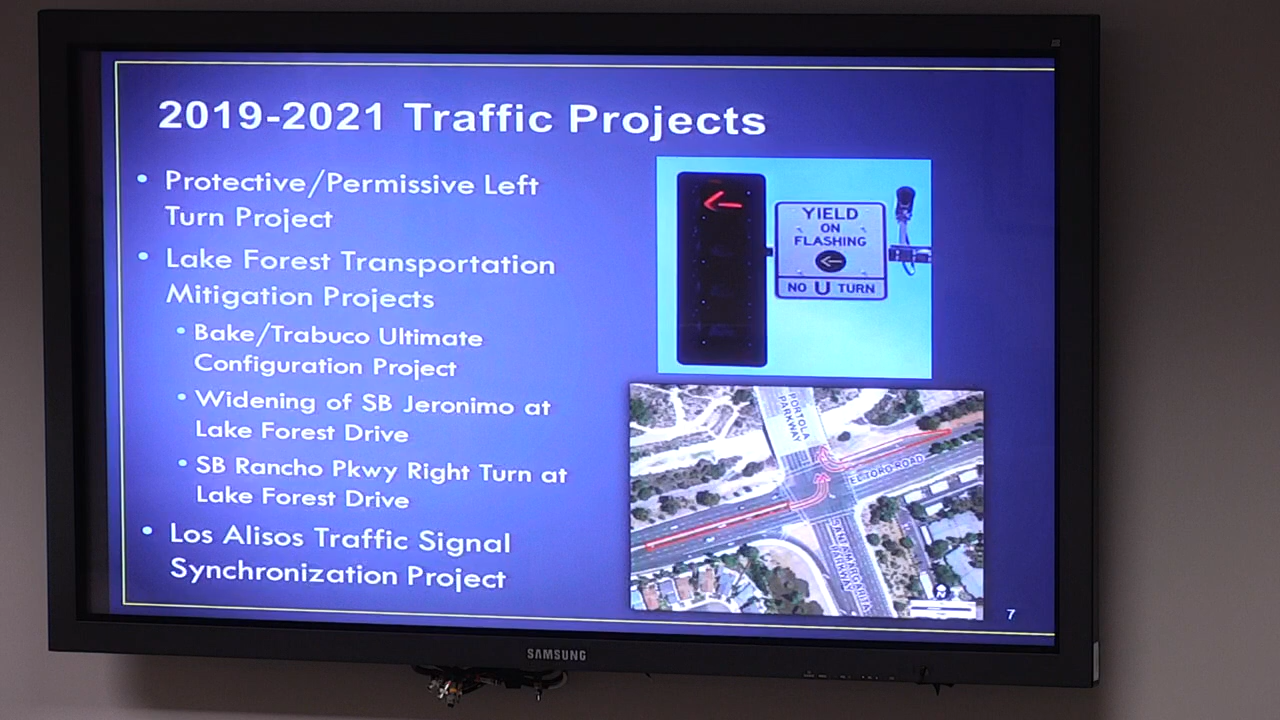 2019-2021 Traffic Projects
• Protective/Permissive Left
Turn Project
• Lake Forest Transportation
Mitigation Projects
• Bake/Trabuco Ultimate
Configuration Project
• Widening of SB Jeronimo at
Lake Forest Drive
• SB Rancho Pkwy Right Turn at
Lake Forest Drive
• Los Alisos Traffic Signal
Synchronization Project
YIELD
ON
FLASHING
NO U TURN
PORTOLA
PARKWAY
EL TORO ROAD
SANTA MARGARITA
PARKWAY
7
SAMSUNG